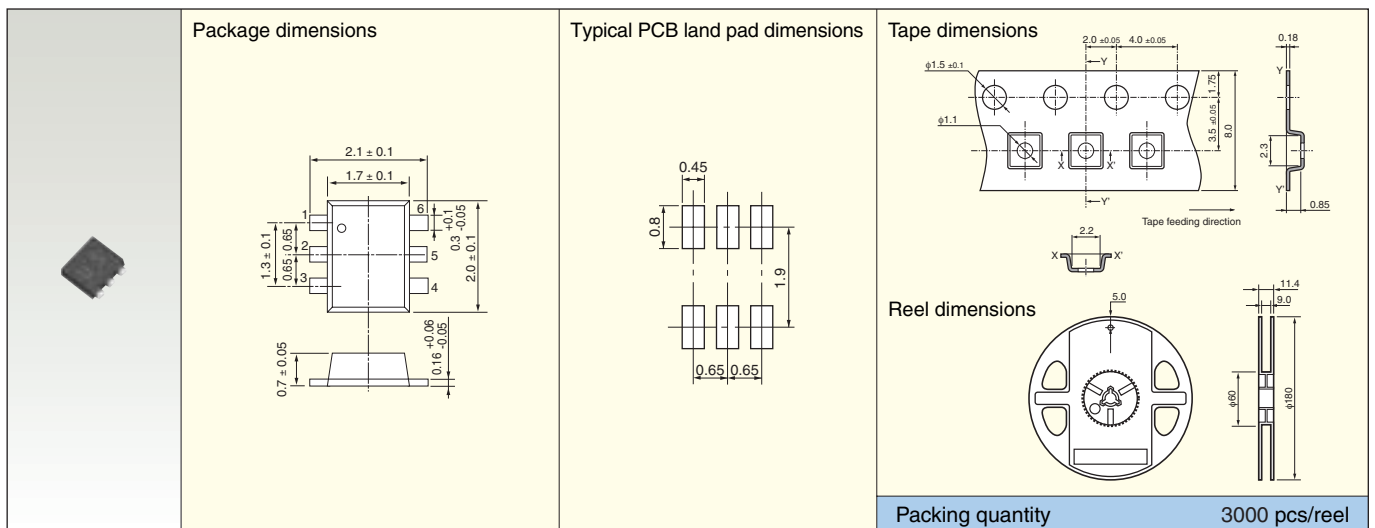 Package dimensions
2.1 ± 0.1
1.7 ± 0.1
1
2
3
6
5
4
1.3 ± 0.1
0.65
0.65
0.3 +0.1 -0.05
2.0 ± 0.1
0.7 ± 0.05
0.16 +0.06 -0.05
Typical PCB land pad dimensions
0.45
0.8
1.9
0.65
0.65
Tape dimensions
2.0 ±0.05
4.0 ±0.05
0.18
φ1.5 ±0.1
Y
Y
1.75
φ1.1
3.5 ±0.05
8.0
2.3
X
X'
Y'
Y'
0.85
Tape feeding direction
2.2
X
X'
Reel dimensions
5.0
11.4
9.0
φ60
φ180
Packing quantity 3000 pcs/reel